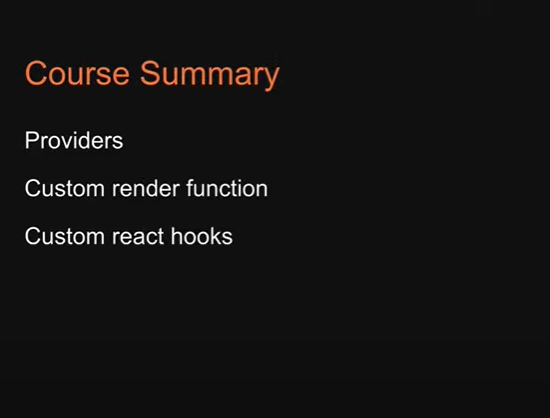 Course Summary
Providers
Custom render function
Custom react hooks